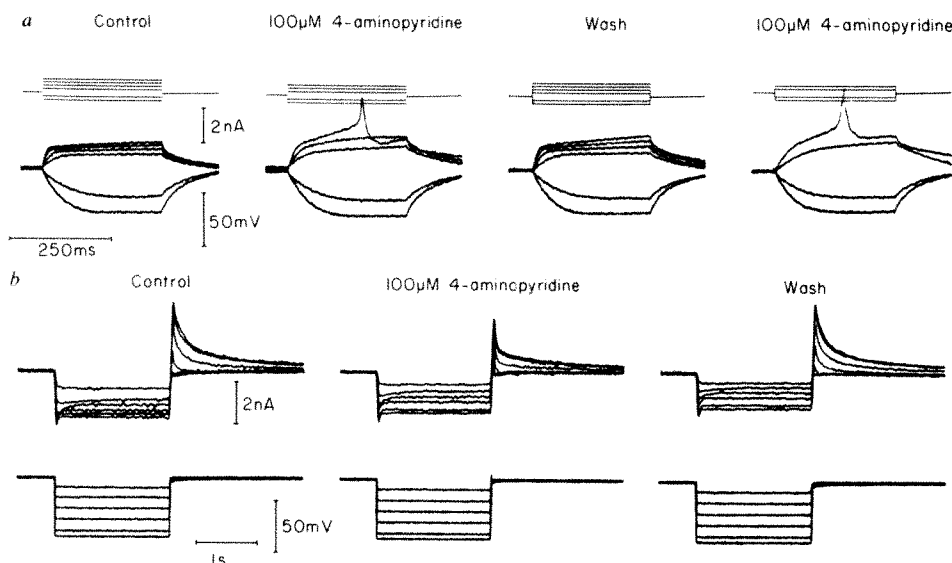 a
Control
100μM 4-aminopyridine
Wash
100μM 4-aminopyridine
2nA
50mV
250ms
b
Control
100μM 4-aminopyridine
Wash
2nA
50mV
1s